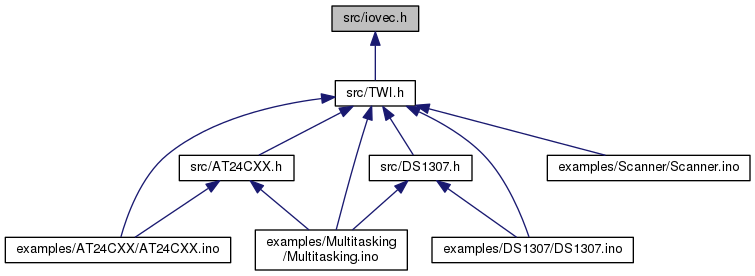 src/iovec.h
src/TWI.h
src/AT24CXX.h
src/DS1307.h
examples/Scanner/Scanner.ino
examples/AT24CXX/AT24CXX.ino
examples/Multitasking
/Multitasking.ino
examples/DS1307/DS1307.ino